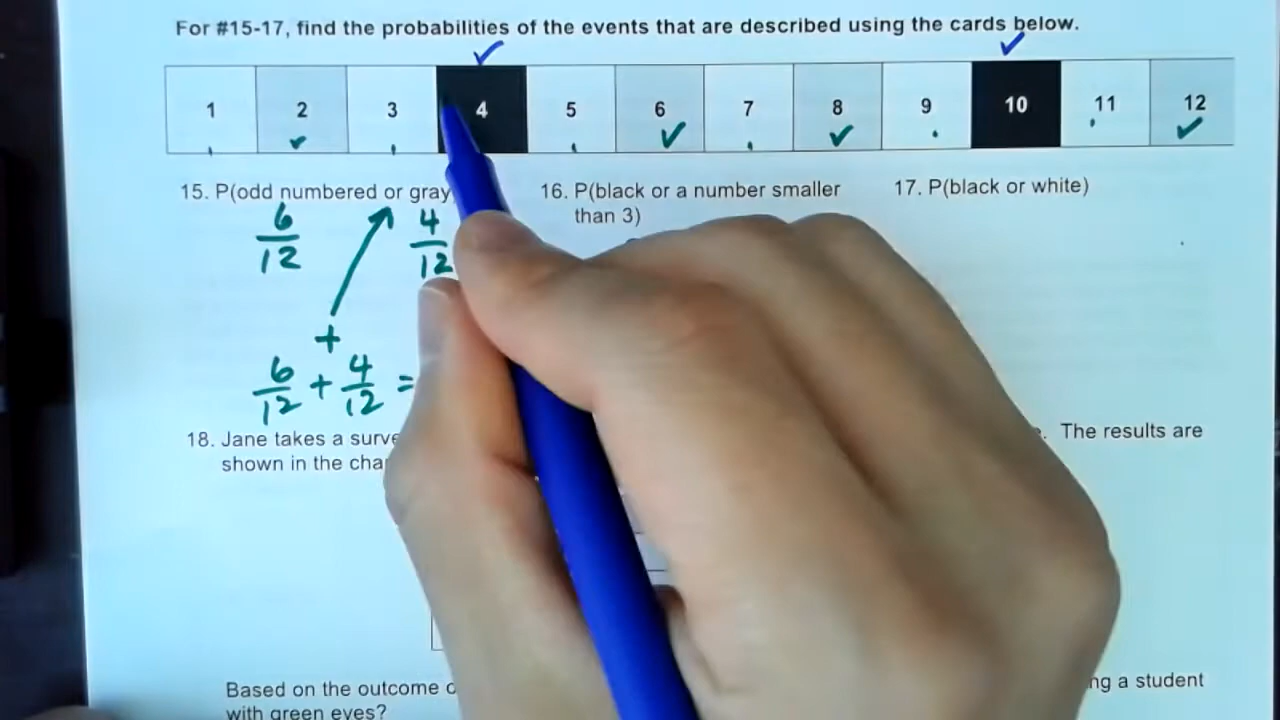 For #15-17, find the probabilities of the events that are described using the cards below.
1 2 3 4 5 6 7 8 9 10 11 12
15. P(odd numbered or gray
16. P(black or a number smaller
than 3)
17. P(black or white)
6/12
4/12
+
6/12 + 4/12 =
18. Jane takes a surve
The results are
shown in the cha
Based on the outcome o
ng a student
with green eyes?